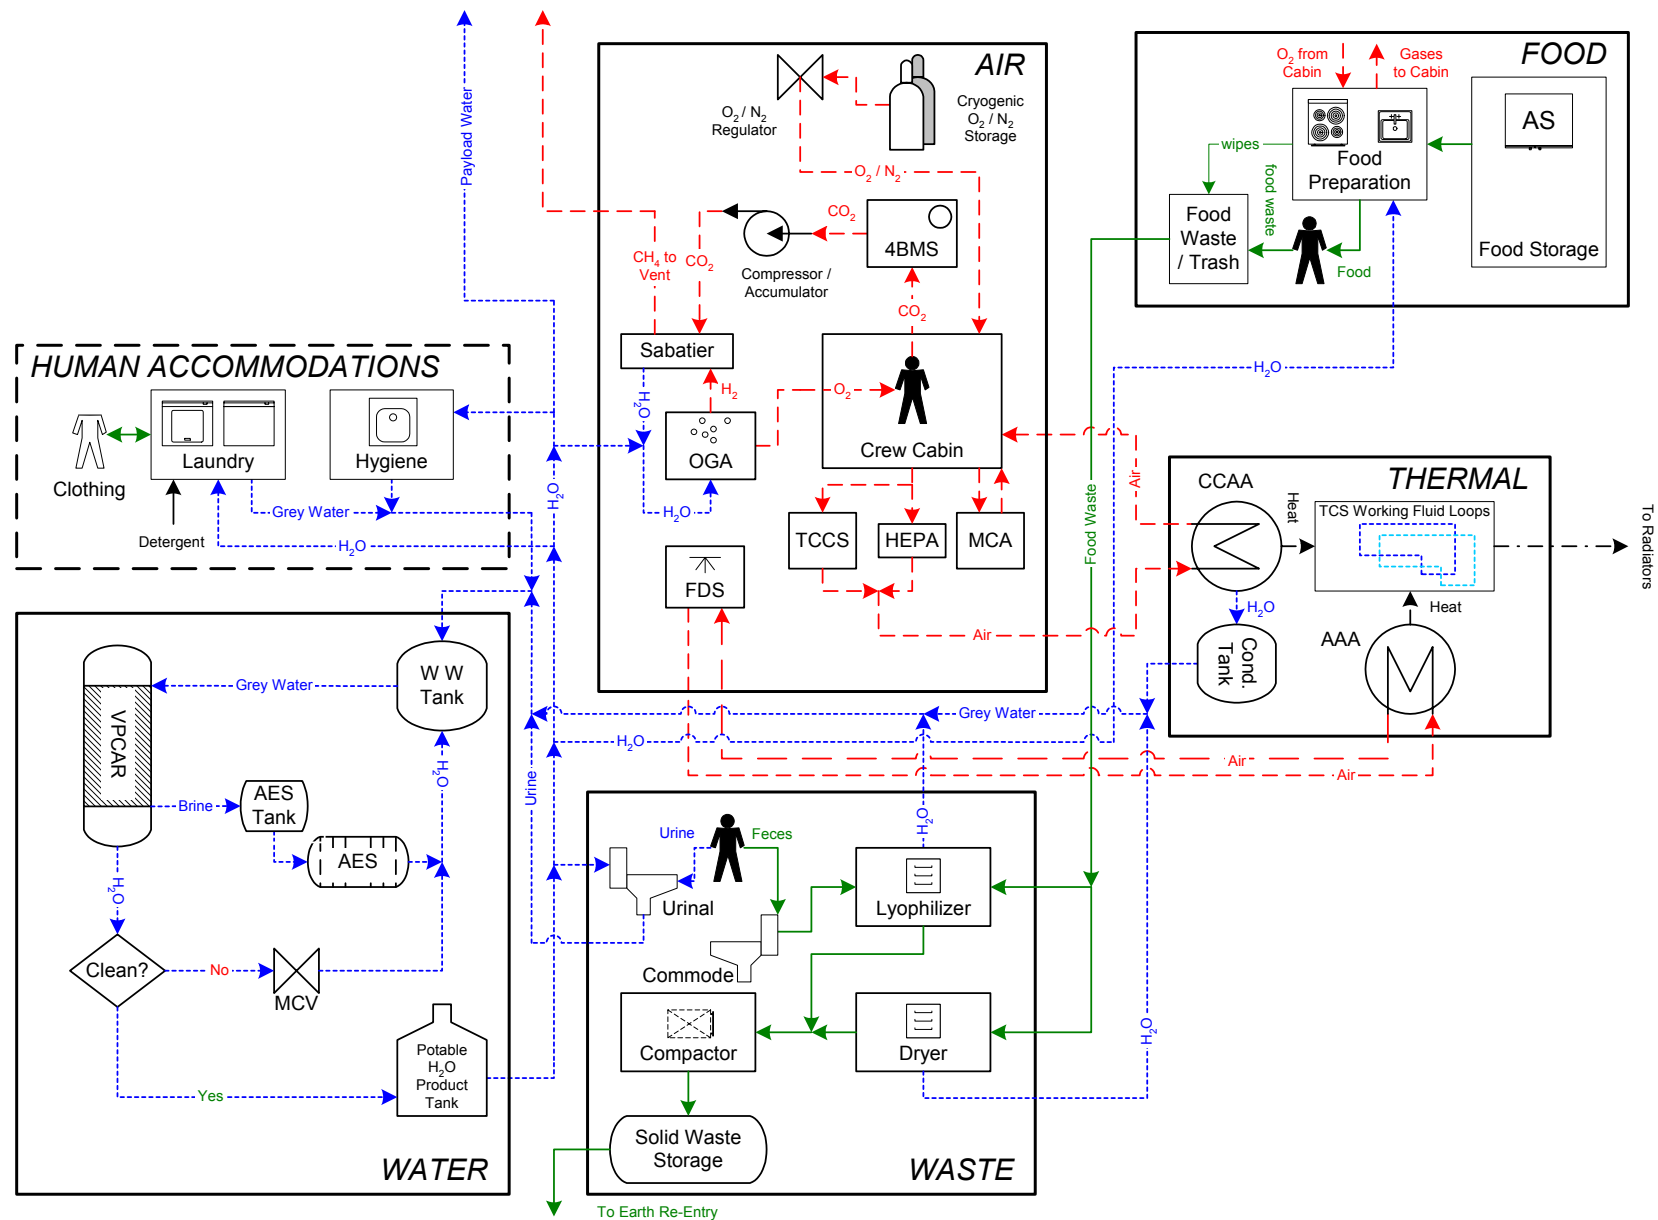 Payload Water
AIR
O2 / N2
Regulator
Cryogenic
O2 / N2
Storage
O2 / N2
CO2
4BMS
Compressor /
Accumulator
CH4 to
Vent
CO2
CO2
Sabatier
H2
H2O
OGA
H2O
O2
Crew Cabin
TCCS
HEPA
MCA
FDS
Air
FOOD
O2 from
Cabin
Gases
to Cabin
AS
Food Storage
Food
Preparation
wipes
food waste
Food
Waste
/ Trash
Food
H2O
Food Waste
HUMAN ACCOMMODATIONS
Clothing
Laundry
Hygiene
Grey Water
Detergent
H2O
H2O
THERMAL
CCAA
Heat
TCS Working Fluid Loops
To Radiators
Air
H2O
Cond.
Tank
AAA
Heat
Grey Water
H2O
Air
Air
WATER
W W
Tank
Grey Water
VPCAR
Brine
AES
Tank
AES
H2O
H2O
Urine
Clean?
No
MCV
Yes
Potable
H2O
Product
Tank
WASTE
Urine
Feces
Urinal
Commode
H2O
Lyophilizer
Compactor
Dryer
H2O
Solid Waste
Storage
To Earth Re-Entry